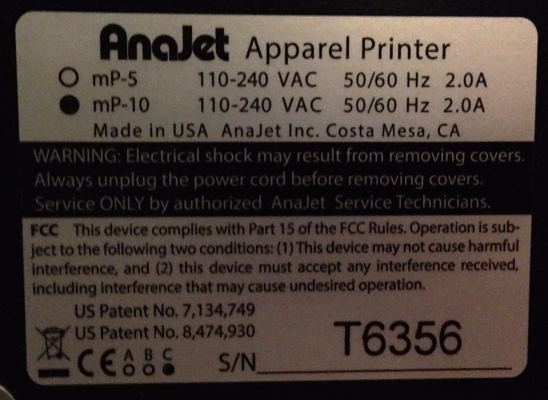 AnaJet Apparel Printer
mP-5 110-240 VAC 50/60 Hz 2.0A
mP-10 110-240 VAC 50/60 Hz 2.0A
Made in USA AnaJet Inc. Costa Mesa, CA
WARNING: Electrical shock may result from removing covers.
Always unplug the power cord before removing covers.
Service ONLY by authorized AnaJet Service Technicians.
FCC This device complies with Part 15 of the FCC Rules. Operation is sub-
ject to the following two conditions: (1) This device may not cause harmful
interference, and (2) this device must accept any interference received,
including interference that may cause undesired operation.
US Patent No. 7,134,749
US Patent No. 8,474,930
T6356
CE A B C S/N